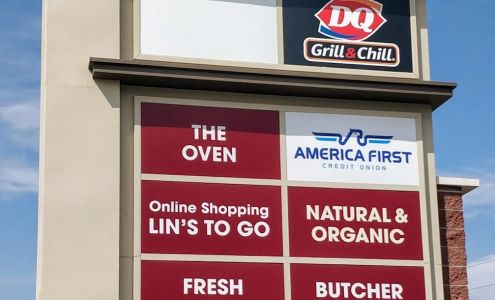 DQ
Grill & Chill.
THE
OVEN
AMERICA FIRST
CREDIT UNION
Online Shopping
LIN'S TO GO
NATURAL &
ORGANIC
FRESH
BUTCHER